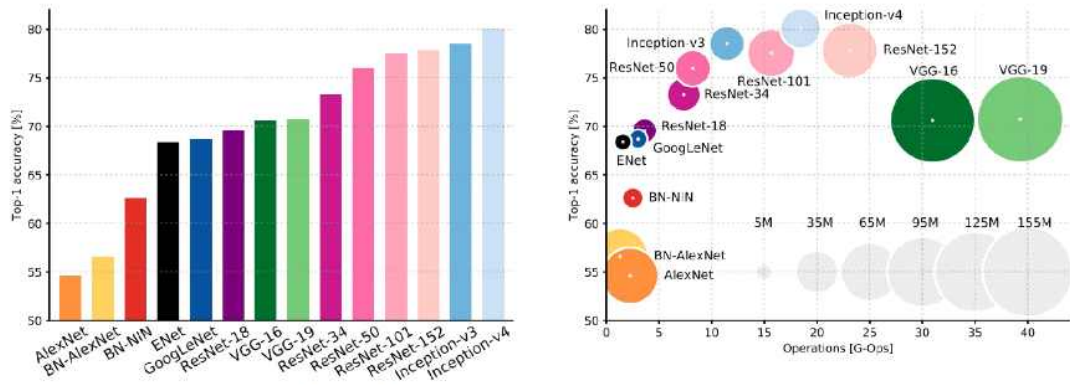 Top-1 accuracy [%]
80
75
70
65
60
55
50
AlexNet
BN-AlexNet
BN-NIN
ENet
GoogLeNet
ResNet-18
VGG-16
VGG-19
ResNet-34
ResNet-50
ResNet-101
ResNet-152
Inception-v3
Inception-v4
Top-1 accuracy [%]
80
75
70
65
60
55
50
Inception-v4
Inception-v3
ResNet-152
ResNet-50
VGG-16 VGG-19
ResNet-101
ResNet-34
ResNet-18
GoogLeNet
ENet
BN-NIN
5M 35M 65M 95M 125M 155M
BN-AlexNet
AlexNet
0 5 10 15 20 25 30 35 40
Operations [G-Ops]